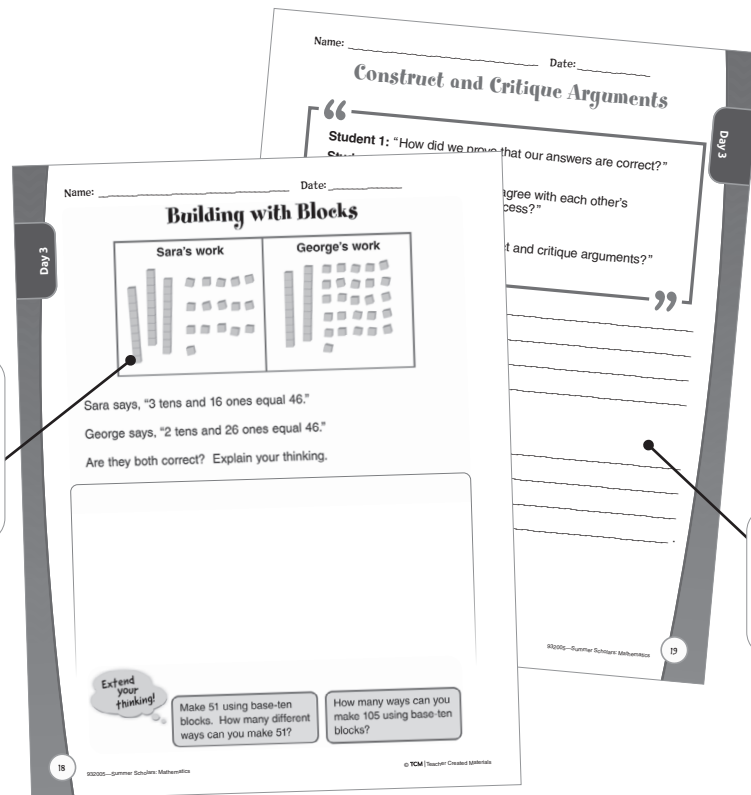 Name: Date:
Construct and Critique Arguments
“
Student 1: “How did we prove that our answers are correct?”
agree with each other’s
cess?”
t and critique arguments?”
”
Day 3
932005—Summer Scholars: Mathematics
19
Name: Date:
Building with Blocks
Day 3
Sara’s work
George’s work
Sara says, “3 tens and 16 ones equal 46.”
George says, “2 tens and 26 ones equal 46.”
Are they both correct? Explain your thinking.
Extend
your
thinking!
Make 51 using base-ten
blocks. How many different
ways can you make 51?
How many ways can you
make 105 using base-ten
blocks?
18
932005—Summer Scholars: Mathematics
© TCM | Teacher Created Materials